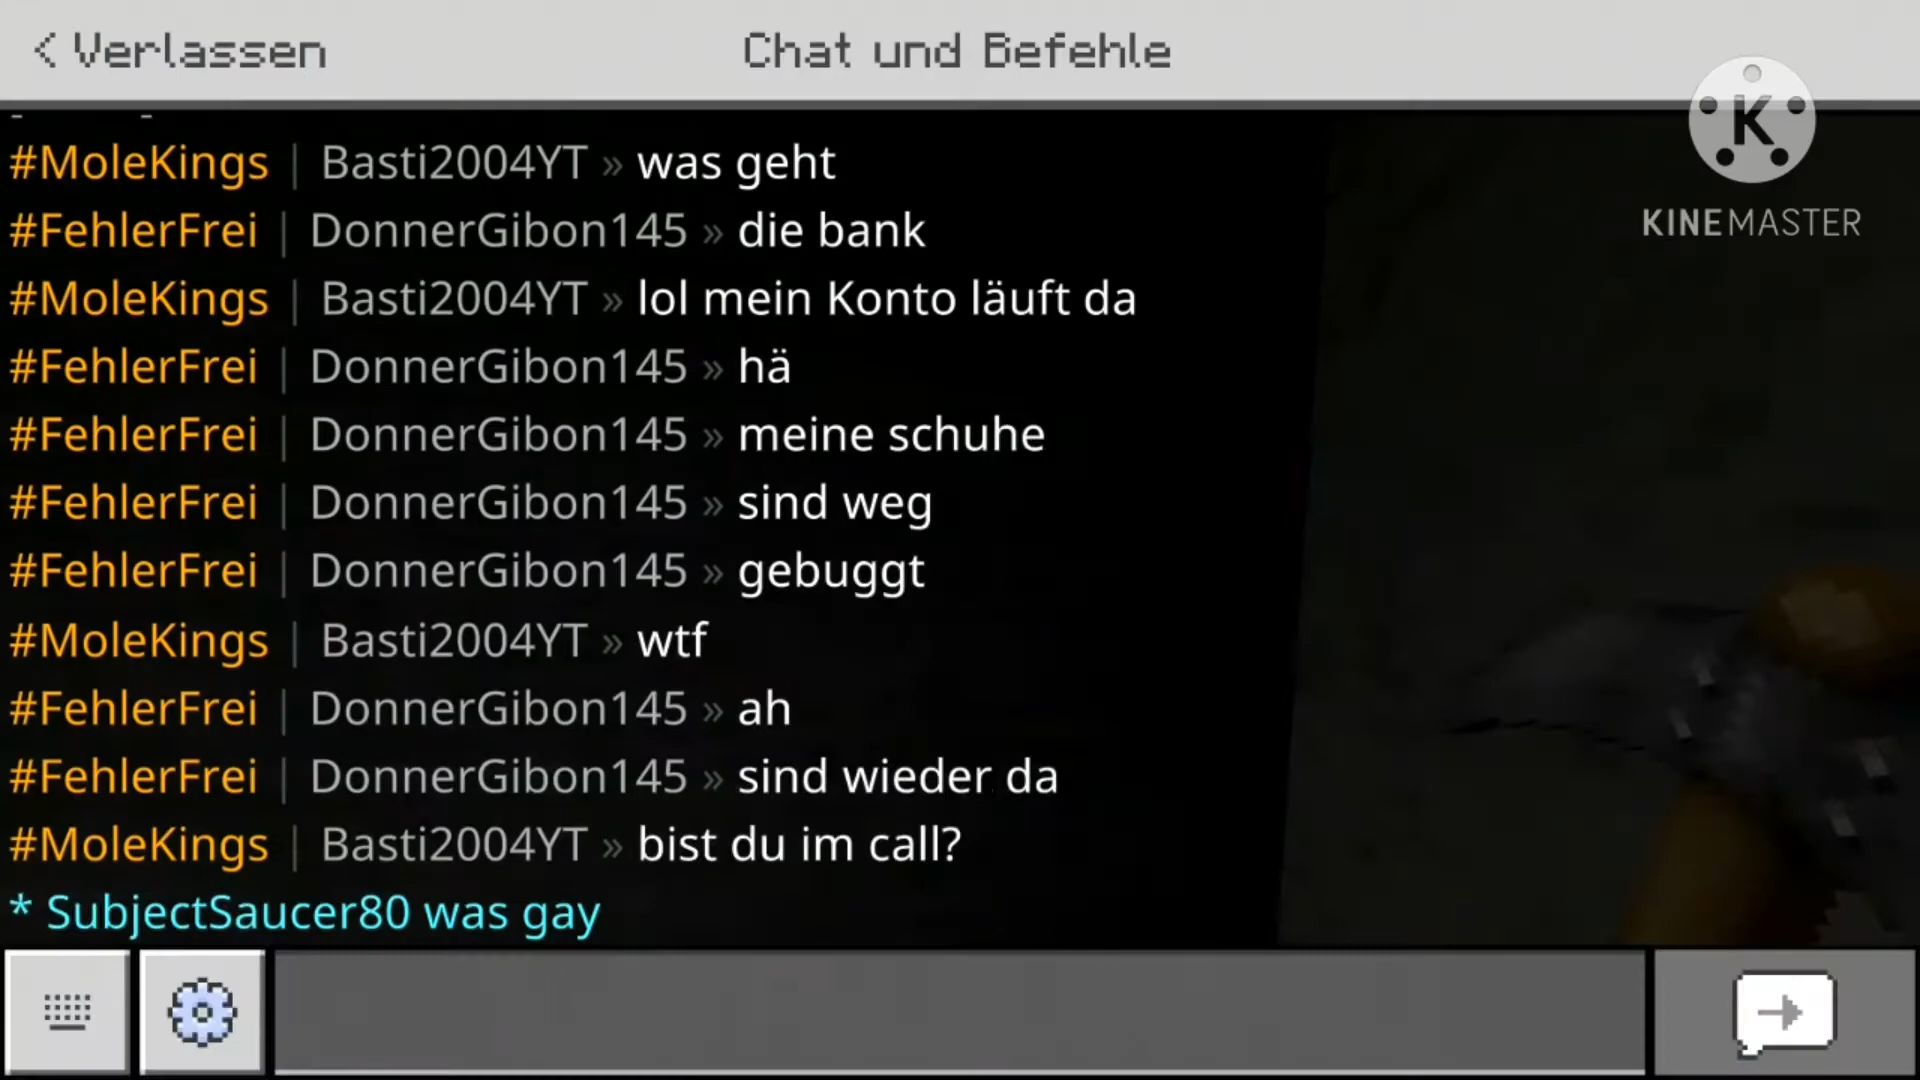 < Verlassen
Chat und Befehle
K
KINEMASTER
#MoleKings | Basti2004YT » was geht
#FehlerFrei | DonnerGibon145 » die bank
#MoleKings | Basti2004YT » lol mein Konto läuft da
#FehlerFrei | DonnerGibon145 » hä
#FehlerFrei | DonnerGibon145 » meine schuhe
#FehlerFrei | DonnerGibon145 » sind weg
#FehlerFrei | DonnerGibon145 » gebuggt
#MoleKings | Basti2004YT » wtf
#FehlerFrei | DonnerGibon145 » ah
#FehlerFrei | DonnerGibon145 » sind wieder da
#MoleKings | Basti2004YT » bist du im call?
* SubjectSaucer80 was gay